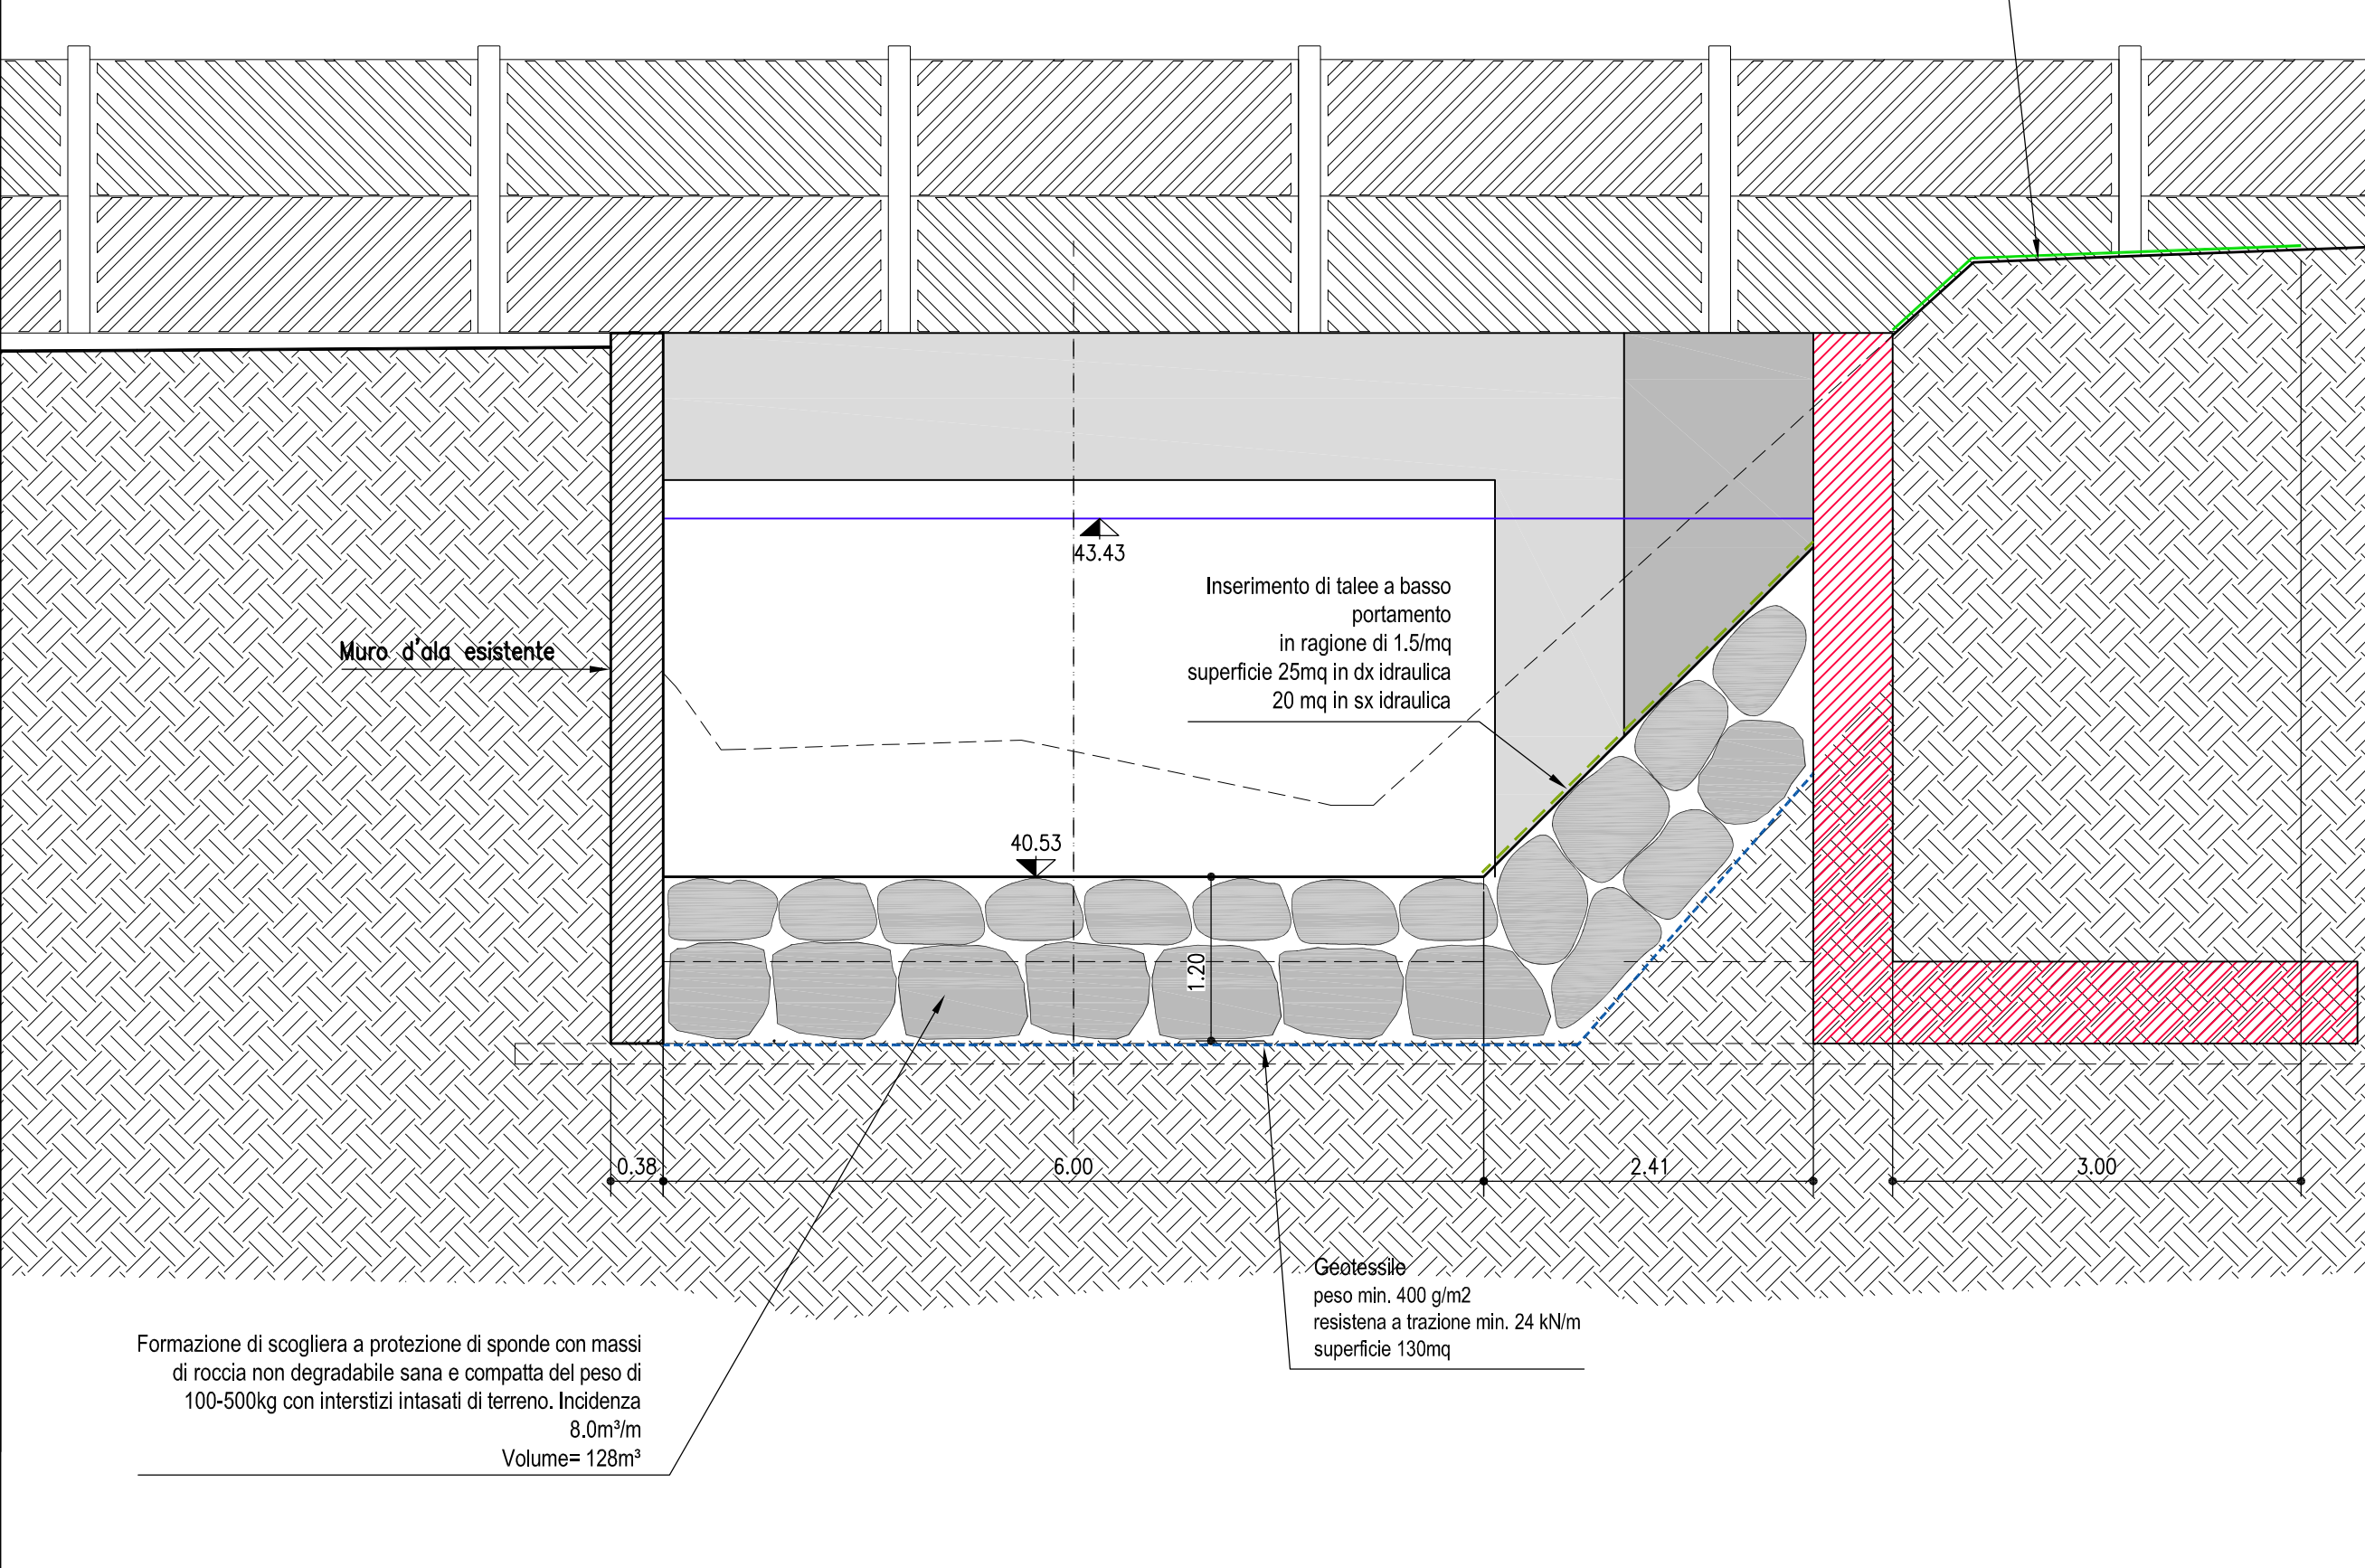 43.43
Inserimento di talee a basso
portamento
in ragione di 1.5/mq
superficie 25mq in dx idraulica
20 mq in sx idraulica
Muro d'ala esistente
40.53
1.20
0.38
6.00
2.41
3.00
Geotessile
peso min. 400 g/m2
resistena a trazione min. 24 kN/m
superficie 130mq
Formazione di scogliera a protezione di sponde con massi
di roccia non degradabile sana e compatta del peso di
100-500kg con interstizi intasati di terreno. Incidenza
8.0m³/m
Volume= 128m³